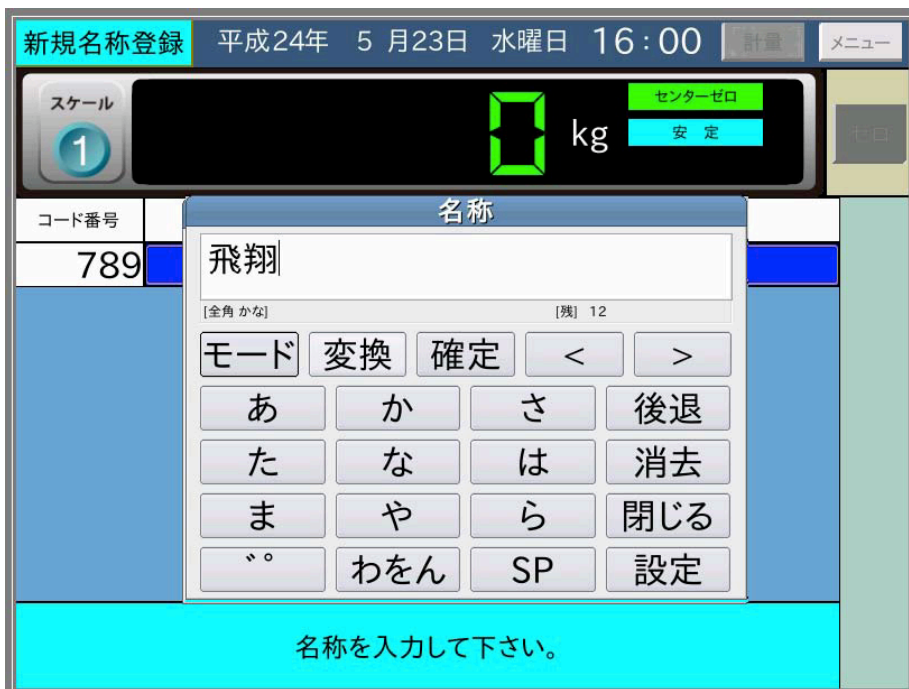 新規名称登録 平成24年 5月23日 水曜日 16:00 計量 メニュー
スケール
1
0 kg
センターゼロ
安 定
ゼロ
コード番号
789
名称
飛翔
[全角 かな] [残] 12
モード 変換 確定 < >
あ か さ 後退
た な は 消去
ま や ら 閉じる
゛゜ わをん SP 設定
名称を入力して下さい。